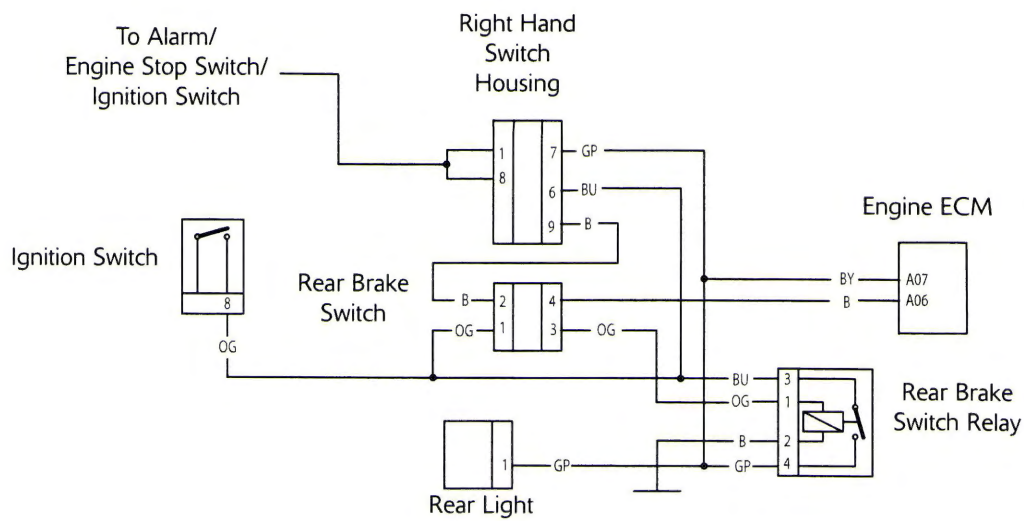 To Alarm/
Engine Stop Switch/
Ignition Switch
Right Hand
Switch
Housing
1
8
7
GP
6
BU
9
B
Engine ECM
BY
A07
B
A06
Ignition Switch
8
OG
Rear Brake
Switch
B
2
4
OG
1
3
OG
BU
3
OG
1
B
2
GP
4
Rear Brake
Switch Relay
1
GP
Rear Light